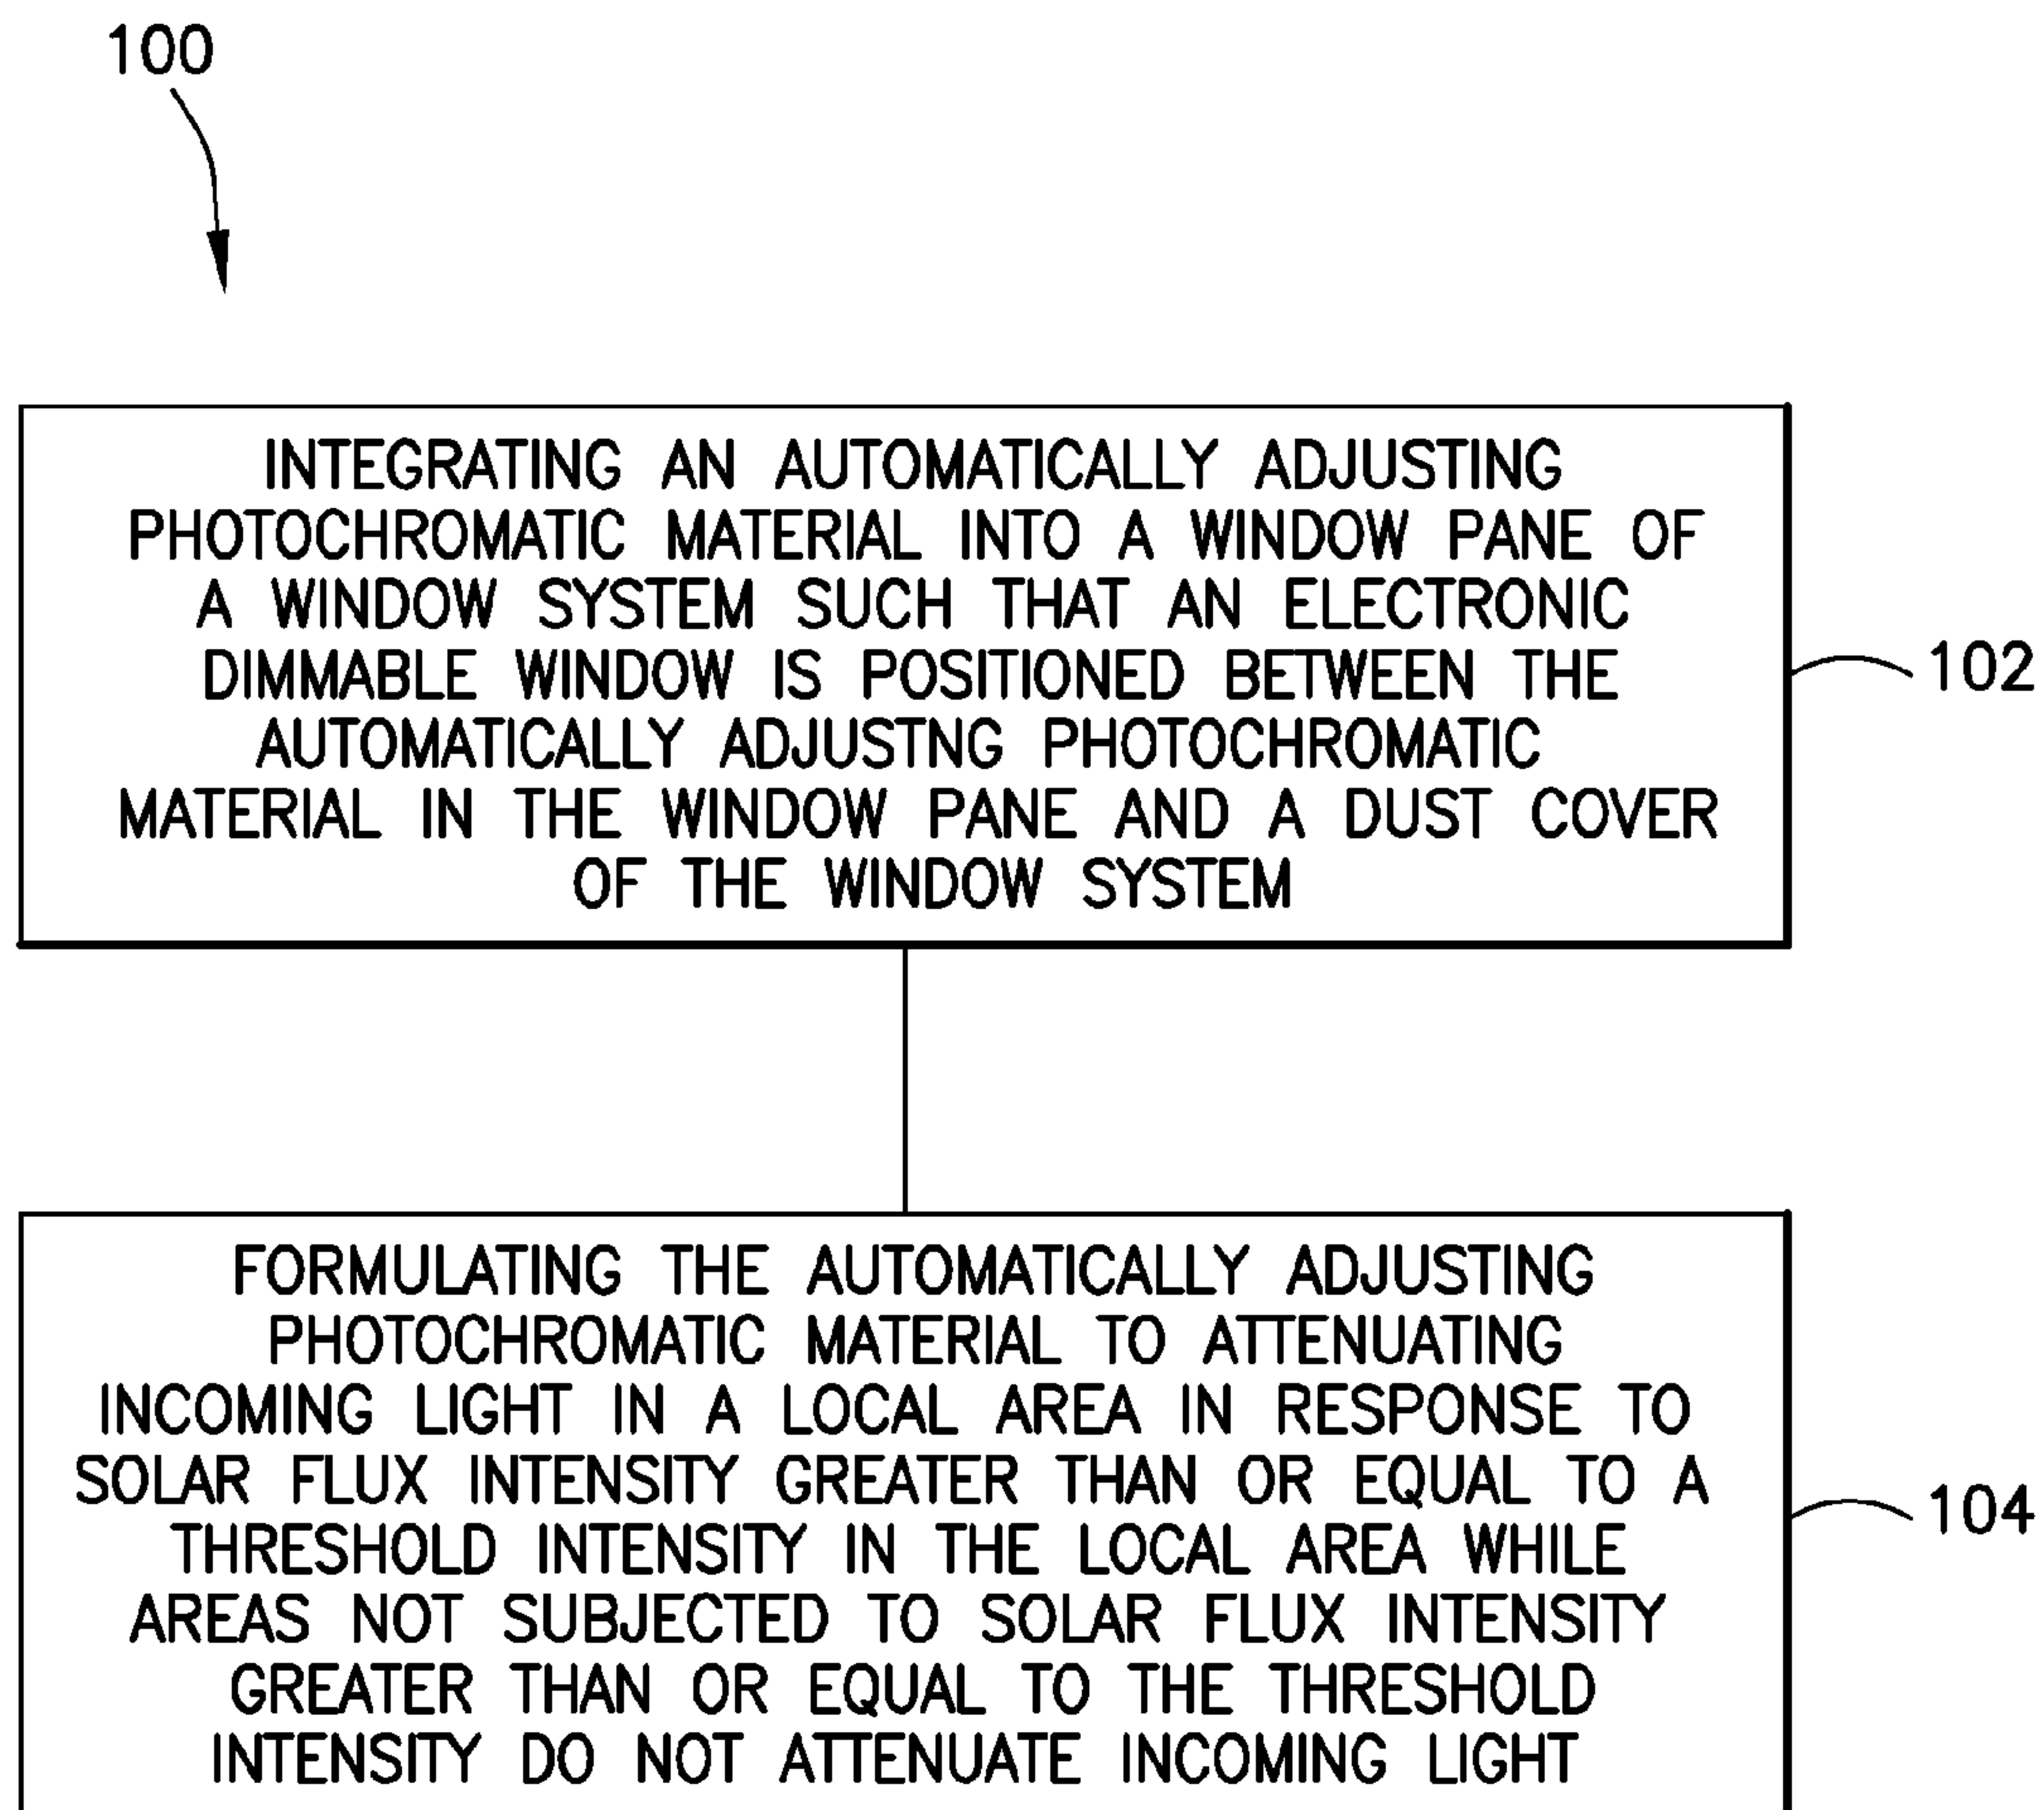 100
INTEGRATING AN AUTOMATICALLY ADJUSTING
PHOTOCHROMATIC MATERIAL INTO A WINDOW PANE OF
A WINDOW SYSTEM SUCH THAT AN ELECTRONIC
DIMMABLE WINDOW IS POSITIONED BETWEEN THE
AUTOMATICALLY ADJUSTNG PHOTOCHROMATIC
MATERIAL IN THE WINDOW PANE AND A DUST COVER
OF THE WINDOW SYSTEM
102
FORMULATING THE AUTOMATICALLY ADJUSTING
PHOTOCHROMATIC MATERIAL TO ATTENUATING
INCOMING LIGHT IN A LOCAL AREA IN RESPONSE TO
SOLAR FLUX INTENSITY GREATER THAN OR EQUAL TO A
THRESHOLD INTENSITY IN THE LOCAL AREA WHILE
AREAS NOT SUBJECTED TO SOLAR FLUX INTENSITY
GREATER THAN OR EQUAL TO THE THRESHOLD
INTENSITY DO NOT ATTENUATE INCOMING LIGHT
104